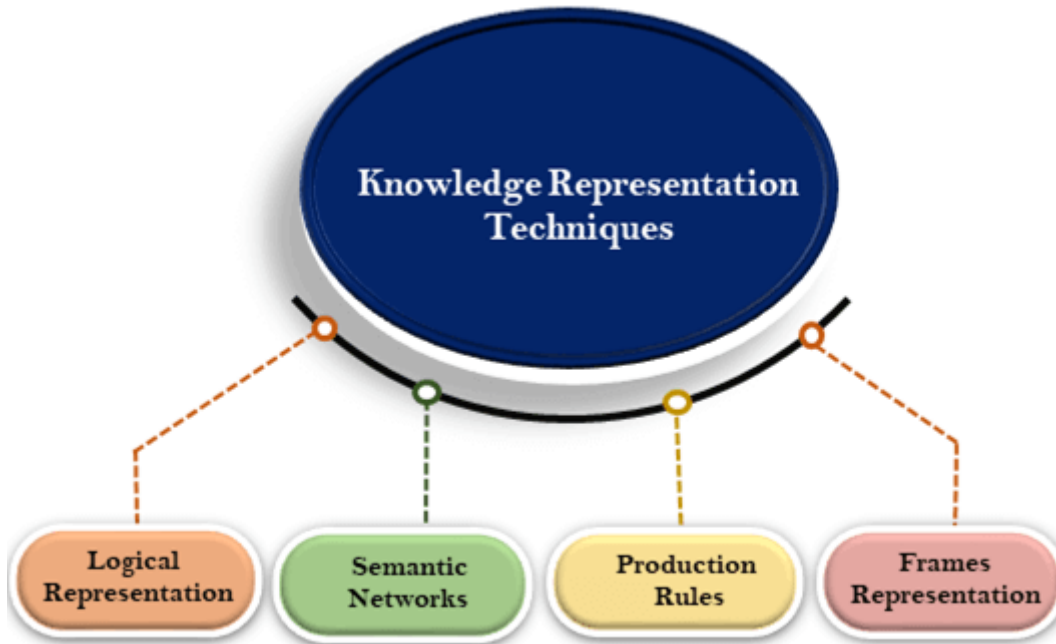 Knowledge Representation
Techniques
Logical
Representation
Semantic
Networks
Production
Rules
Frames
Representation